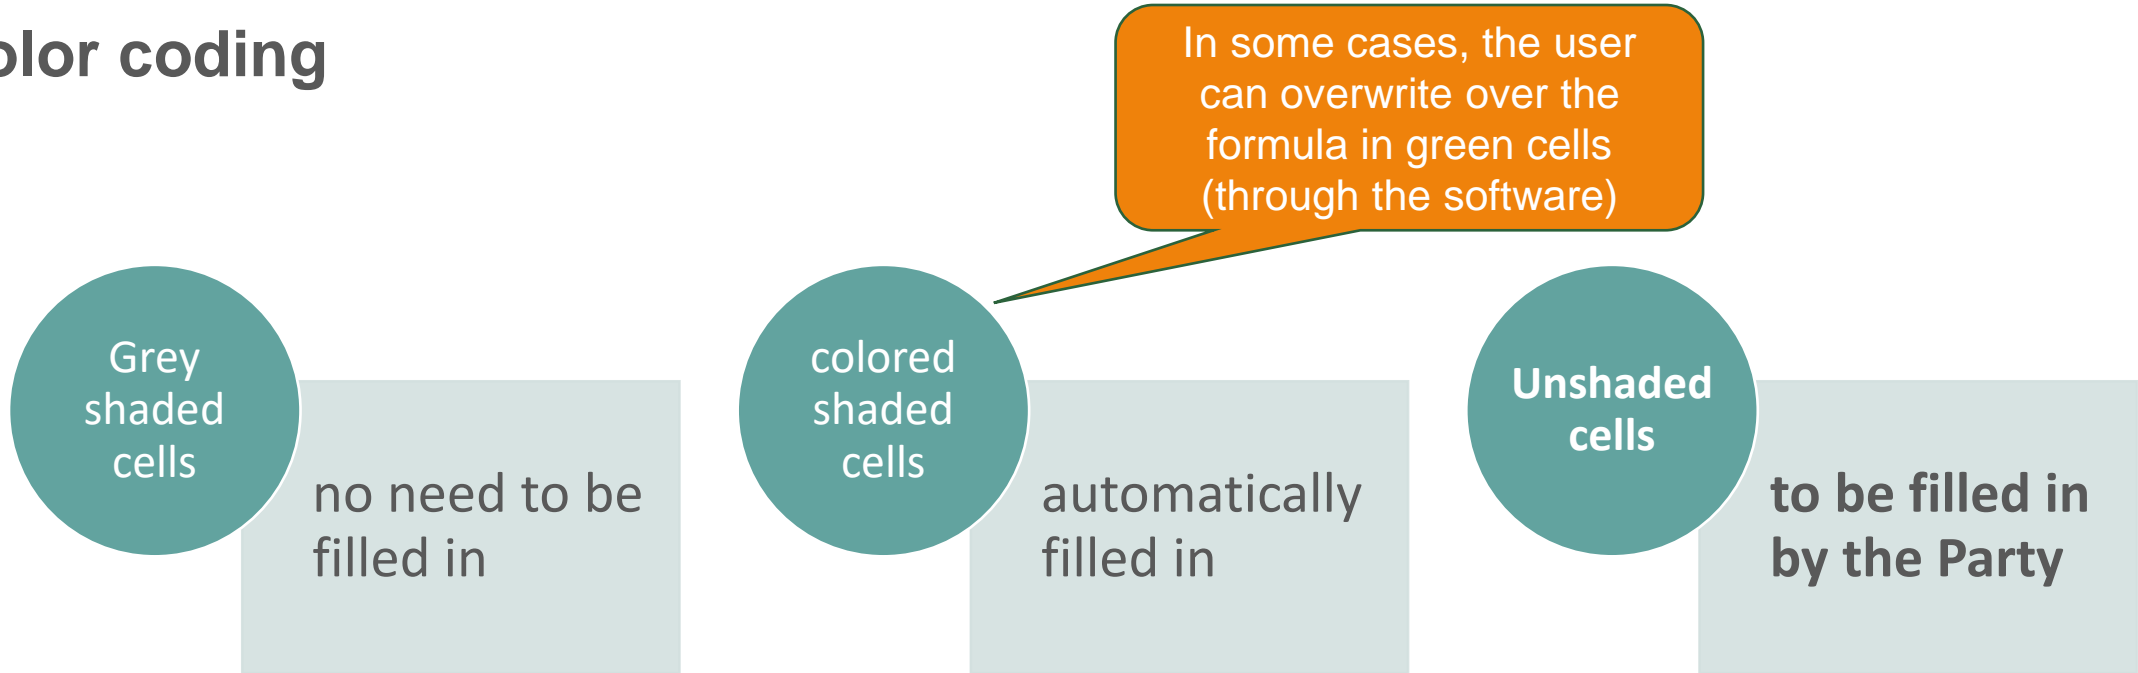 olor coding
In some cases, the user
can overwrite over the
formula in green cells
(through the software)
Grey
shaded
cells
no need to be
filled in
colored
shaded
cells
automatically
filled in
Unshaded
cells
to be filled in
by the Party